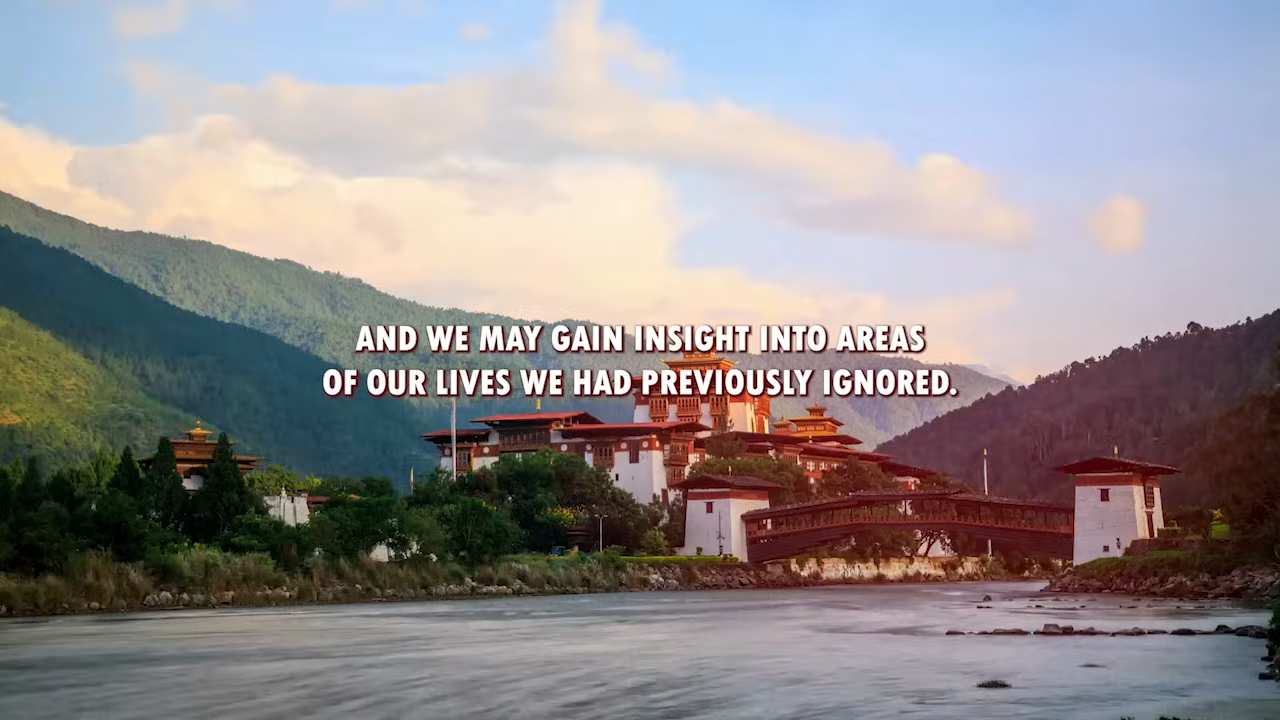 AND WE MAY GAIN INSIGHT INTO AREAS
OF OUR LIVES WE HAD PREVIOUSLY IGNORED.